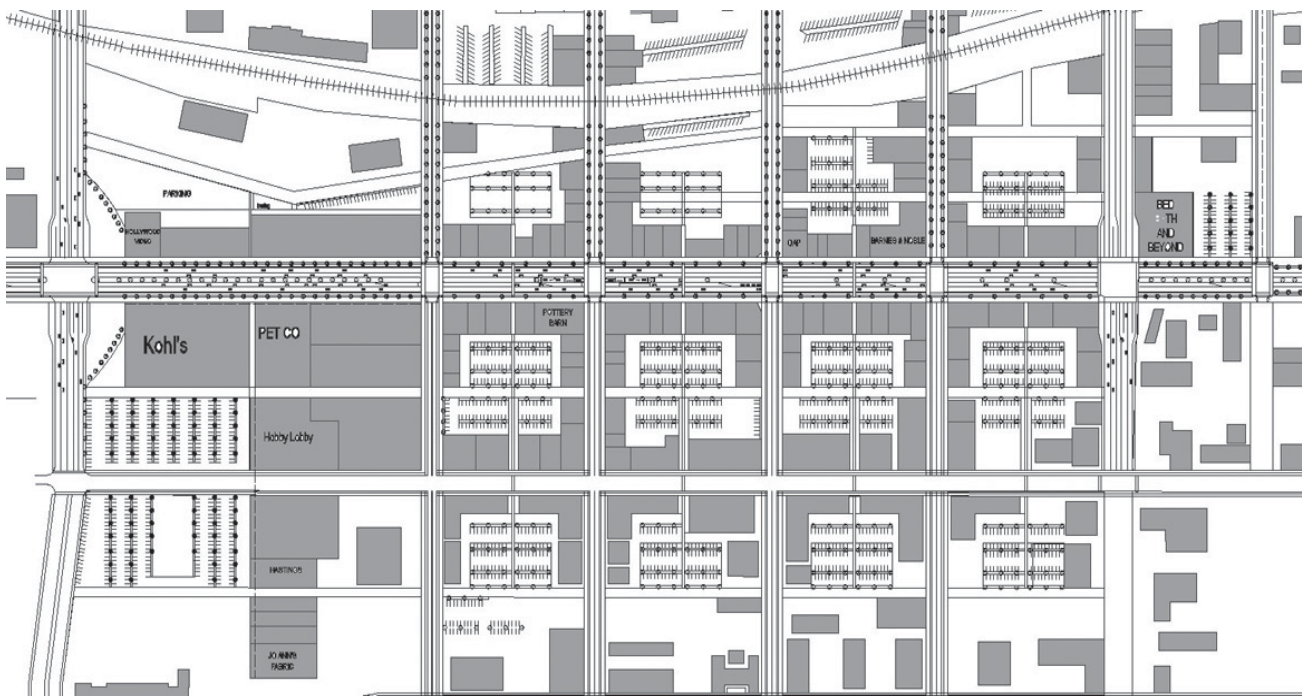 PARKING
HOLLYWOOD
VIDEO
GAP
BARNES & NOBLE
BED
AND
BEYOND
Kohl's
PET CO
POTTERY
BARN
Hobby Lobby
HASTINGS
JO ANN'S
FABRIC